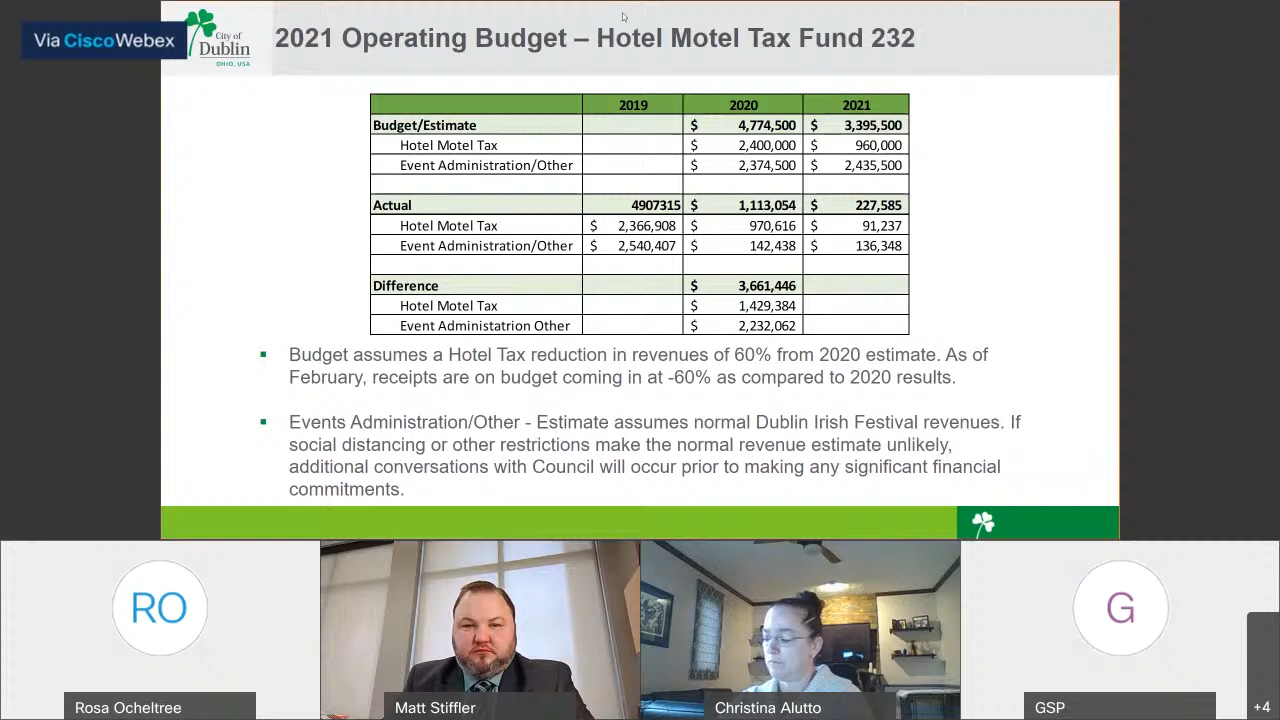 Via CiscoWebex
City of
Dublin
OHIO, USA
2021 Operating Budget – Hotel Motel Tax Fund 232
2019 2020 2021
Budget/Estimate $ 4,774,500 $ 3,395,500
Hotel Motel Tax $ 2,400,000 $ 960,000
Event Administration/Other $ 2,374,500 $ 2,435,500
Actual 4907315 $ 1,113,054 $ 227,585
Hotel Motel Tax $ 2,366,908 $ 970,616 $ 91,237
Event Administration/Other $ 2,540,407 $ 142,438 $ 136,348
Difference $ 3,661,446
Hotel Motel Tax $ 1,429,384
Event Administatrion Other $ 2,232,062
▪ Budget assumes a Hotel Tax reduction in revenues of 60% from 2020 estimate. As of
February, receipts are on budget coming in at -60% as compared to 2020 results.
▪ Events Administration/Other - Estimate assumes normal Dublin Irish Festival revenues. If
social distancing or other restrictions make the normal revenue estimate unlikely,
additional conversations with Council will occur prior to making any significant financial
commitments.
RO
G
Rosa Ocheltree
Matt Stiffler
Christina Alutto
GSP
+4